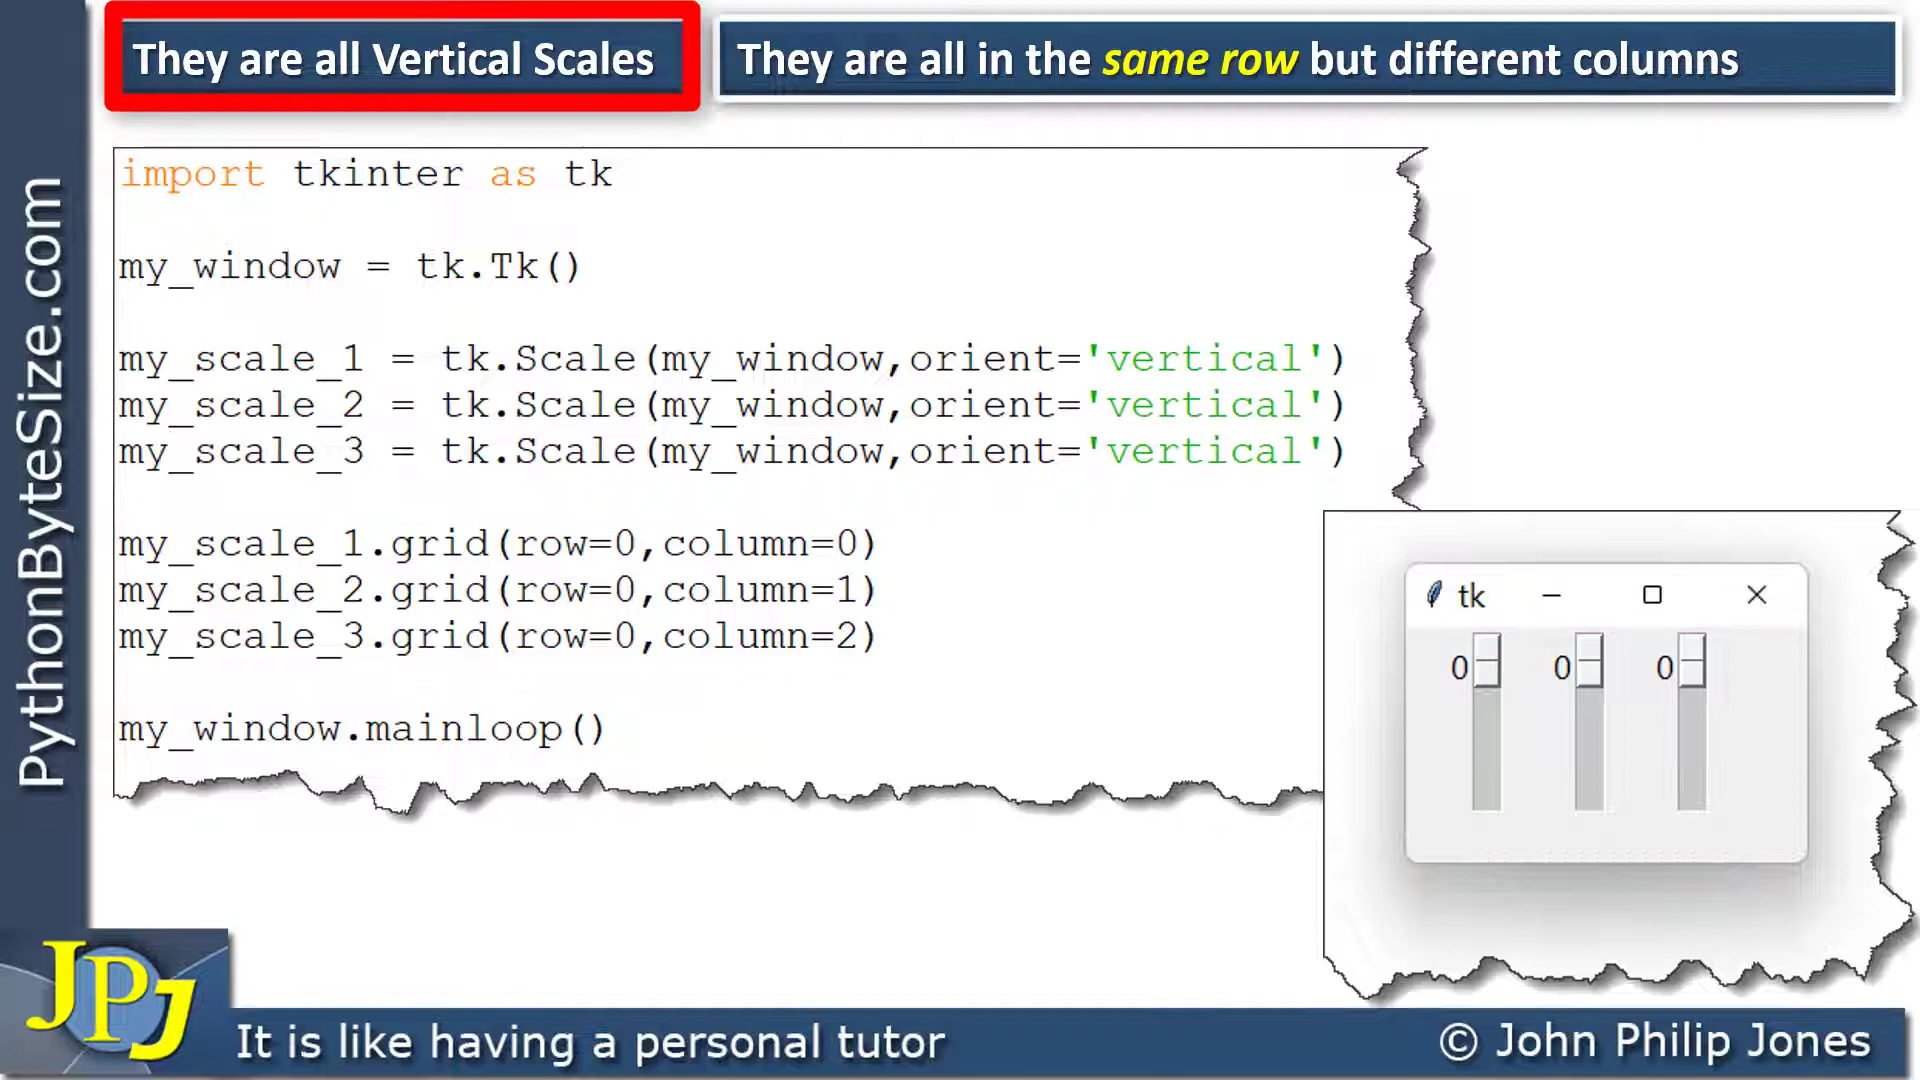 They are all Vertical Scales
They are all in the same row but different columns
import tkinter as tk
my_window = tk.Tk()
my_scale_1 = tk.Scale(my_window,orient='vertical')
my_scale_2 = tk.Scale(my_window,orient='vertical')
my_scale_3 = tk.Scale(my_window,orient='vertical')
my_scale_1.grid(row=0,column=0)
my_scale_2.grid(row=0,column=1)
my_scale_3.grid(row=0,column=2)
my_window.mainloop()
tk
0 0 0
PythonByteSize.com
JPJ
It is like having a personal tutor
© John Philip Jones